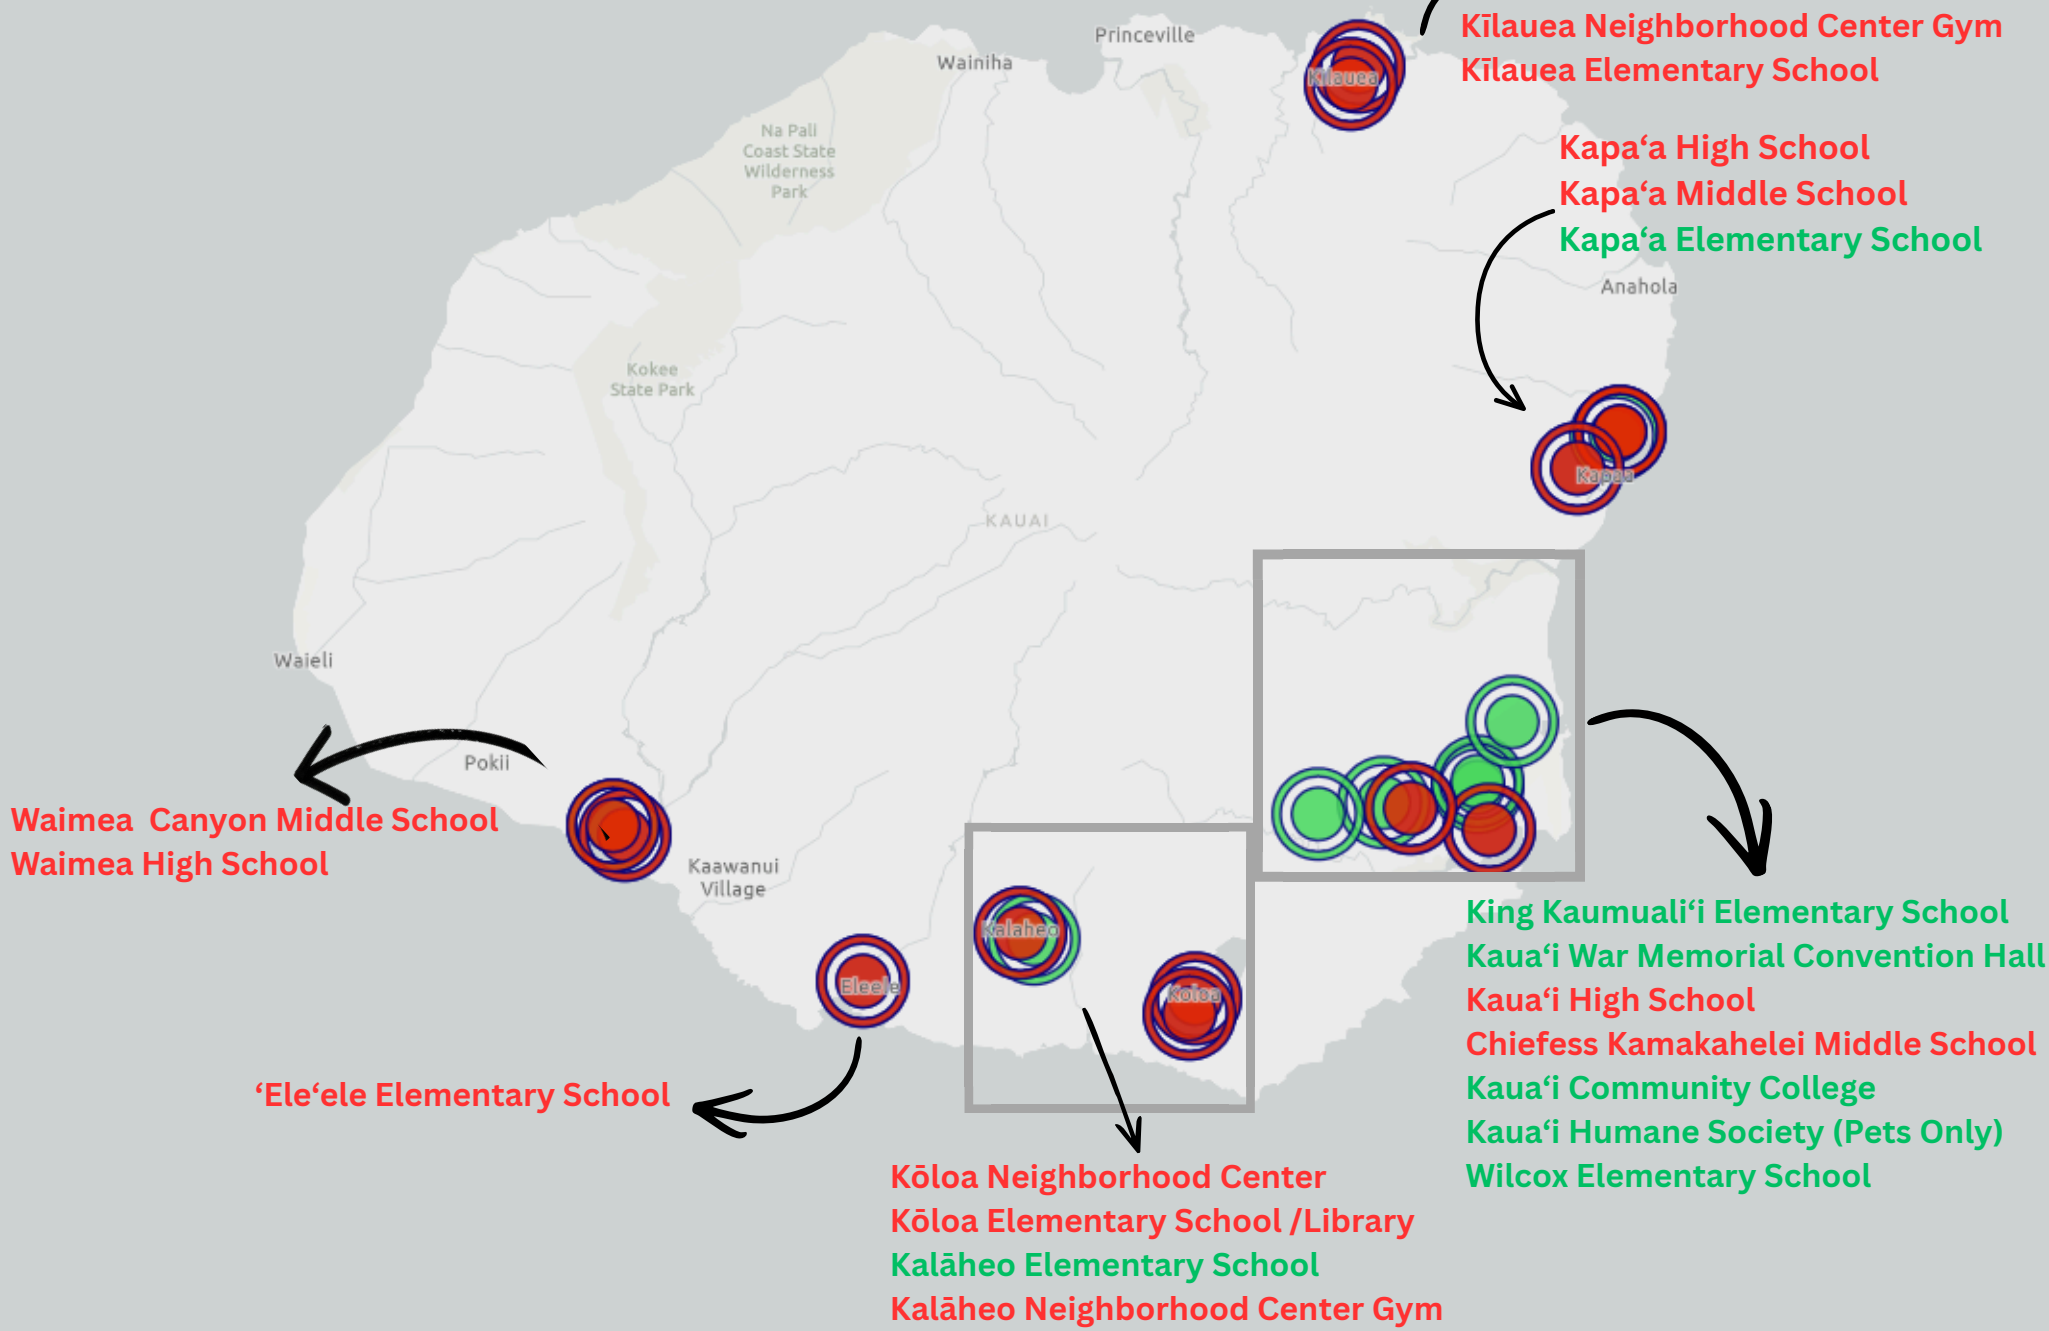 Kīlauea Neighborhood Center Gym
Kīlauea Elementary School
Princeville
Wainiha
Kilauea
Na Pali
Coast State
Wilderness
Park
Kapaʻa High School
Kapaʻa Middle School
Kapaʻa Elementary School
Anahola
Kokee
State Park
Kapaa
KAUAI
Waieli
Pokii
Waimea  Canyon Middle School
Waimea High School
Kaawanui
Village
Kalaheo
Eleele
Koloa
King Kaumualiʻi Elementary School
Kauaʻi War Memorial Convention Hall
Kauaʻi High School
Chiefess Kamakahelei Middle School
Kauaʻi Community College
Kauaʻi Humane Society (Pets Only)
Wilcox Elementary School
ʻEleʻele Elementary School
Kōloa Neighborhood Center
Kōloa Elementary School /Library
Kalāheo Elementary School
Kalāheo Neighborhood Center Gym